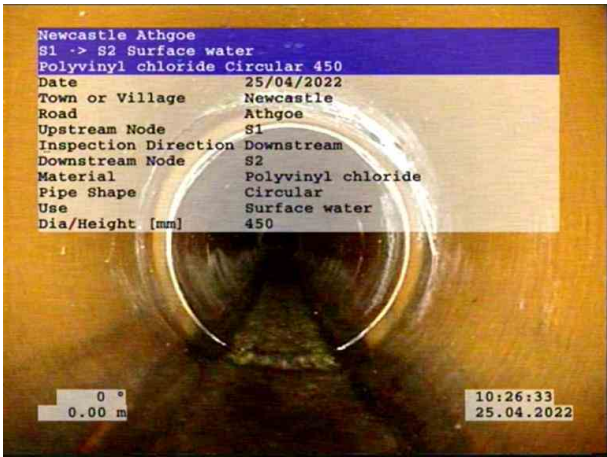 Newcastle Athgoe
S1 -> S2 Surface water
Polyvinyl chloride Circular 450
Date 25/04/2022
Town or Village Newcastle
Road Athgoe
Upstream Node S1
Inspection Direction Downstream
Downstream Node S2
Material Polyvinyl chloride
Pipe Shape Circular
Use Surface water
Dia/Height [mm] 450
0 °
0.00 m
10:26:33
25.04.2022